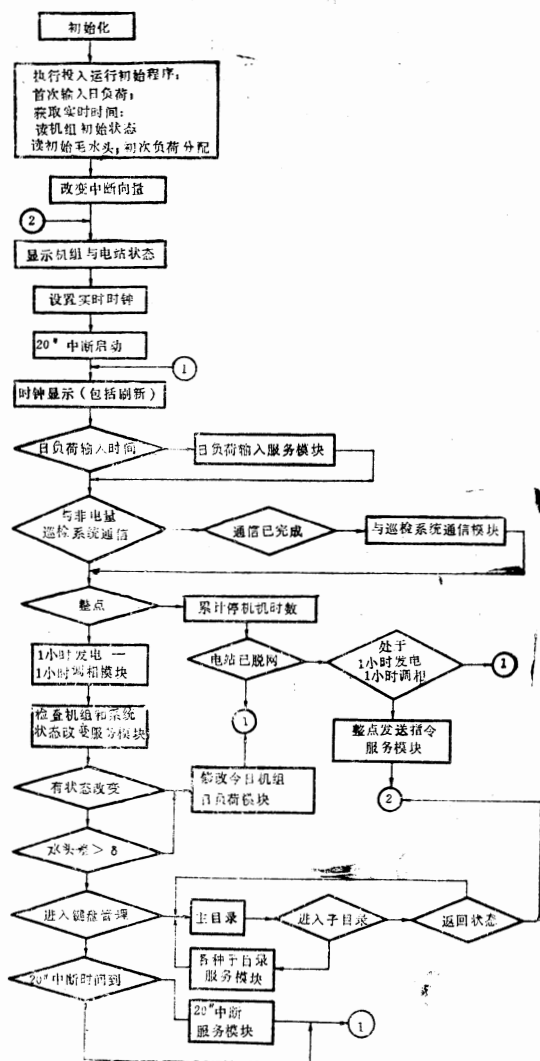 初始化
执行投入运行初始程序；
首次输入日负荷；
获取实时时间；
读机组初始状态
读初始毛水头；初次负荷分配
改变中断向量
2
显示机组与电站状态
设置实时时钟
20" 中断启动
1
时钟显示（包括刷新）
日负荷输入时间
日负荷输入服务模块
与非电量
巡检系统通信
通信已完成
与巡检系统通信模块
整点
累计停机机时数
1小时发电一
1小时调相模块
电站已脱网
处于
1小时发电
1小时调相
1
检查机组和系统
状态改变服务模块
1
整点发送指令
服务模块
有状态改变
修改令日机组
日负荷模块
2
水头差＞δ
进入键盘管理
主目录
进入子目录
返回状态
各种子目录
服务模块
20"中断时间到
20"中断
服务模块
1